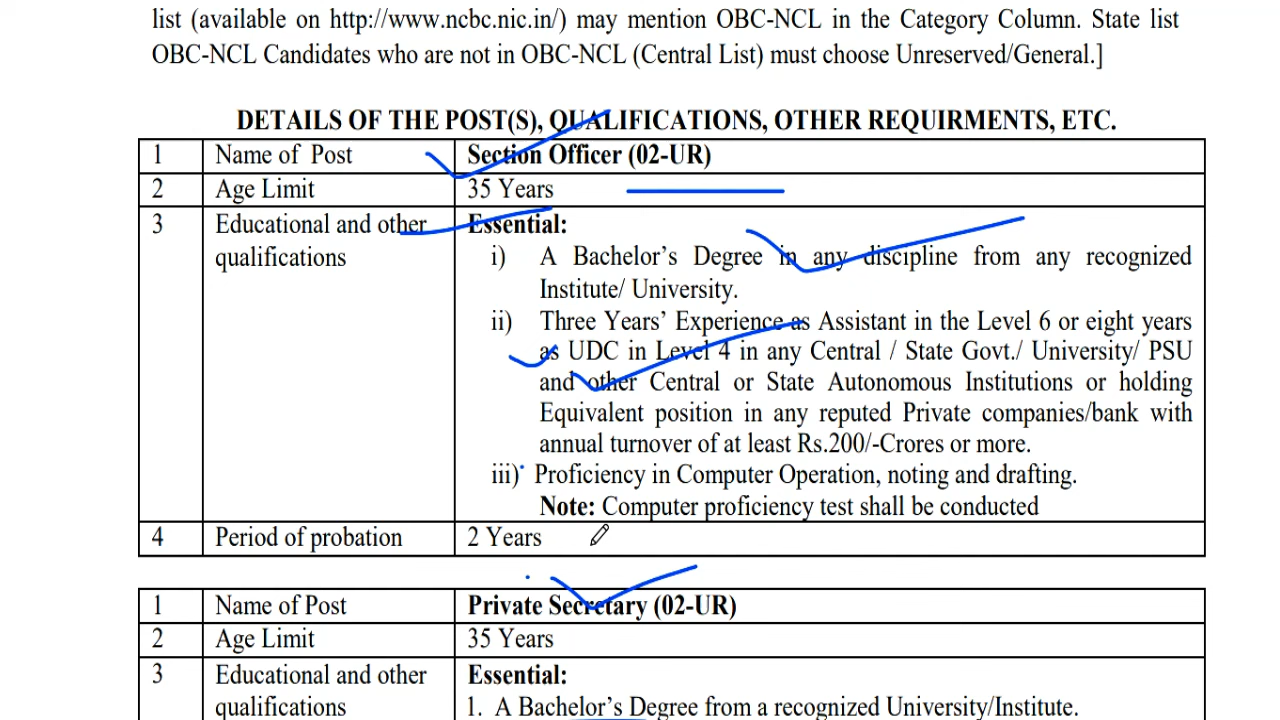 list (available on http://www.ncbc.nic.in/) may mention OBC-NCL in the Category Column. State list
OBC-NCL Candidates who are not in OBC-NCL (Central List) must choose Unreserved/General.]
DETAILS OF THE POST(S), QUALIFICATIONS, OTHER REQUIRMENTS, ETC.
1 Name of Post Section Officer (02-UR)
2 Age Limit 35 Years
3 Educational and other qualifications Essential:
i) A Bachelor's Degree in any discipline from any recognized
Institute/ University.
ii) Three Years' Experience as Assistant in the Level 6 or eight years
as UDC in Level 4 in any Central / State Govt./ University/ PSU
and other Central or State Autonomous Institutions or holding
Equivalent position in any reputed Private companies/bank with
annual turnover of at least Rs.200/-Crores or more.
iii) Proficiency in Computer Operation, noting and drafting.
Note: Computer proficiency test shall be conducted
4 Period of probation 2 Years
1 Name of Post Private Secretary (02-UR)
2 Age Limit 35 Years
3 Educational and other Essential:
qualifications 1. A Bachelor's Degree from a recognized University/Institute.